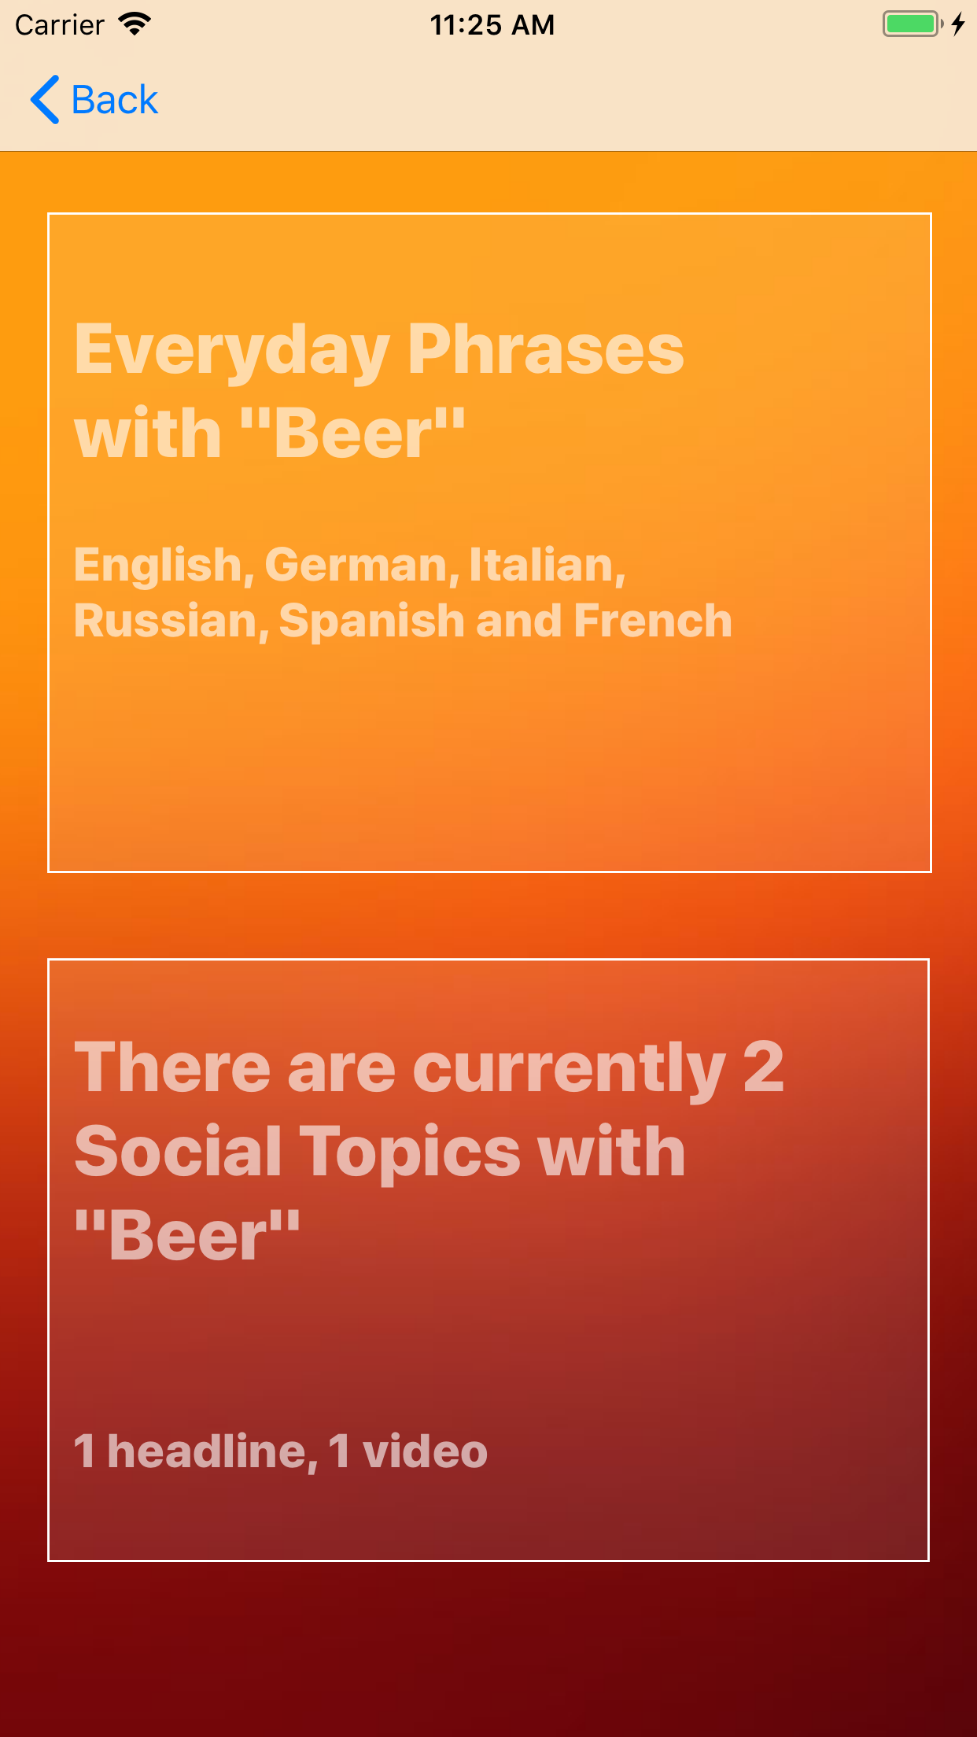 Carrier 11:25 AM
Back
Everyday Phrases
with "Beer"
English, German, Italian,
Russian, Spanish and French
There are currently 2
Social Topics with
"Beer"
1 headline, 1 video